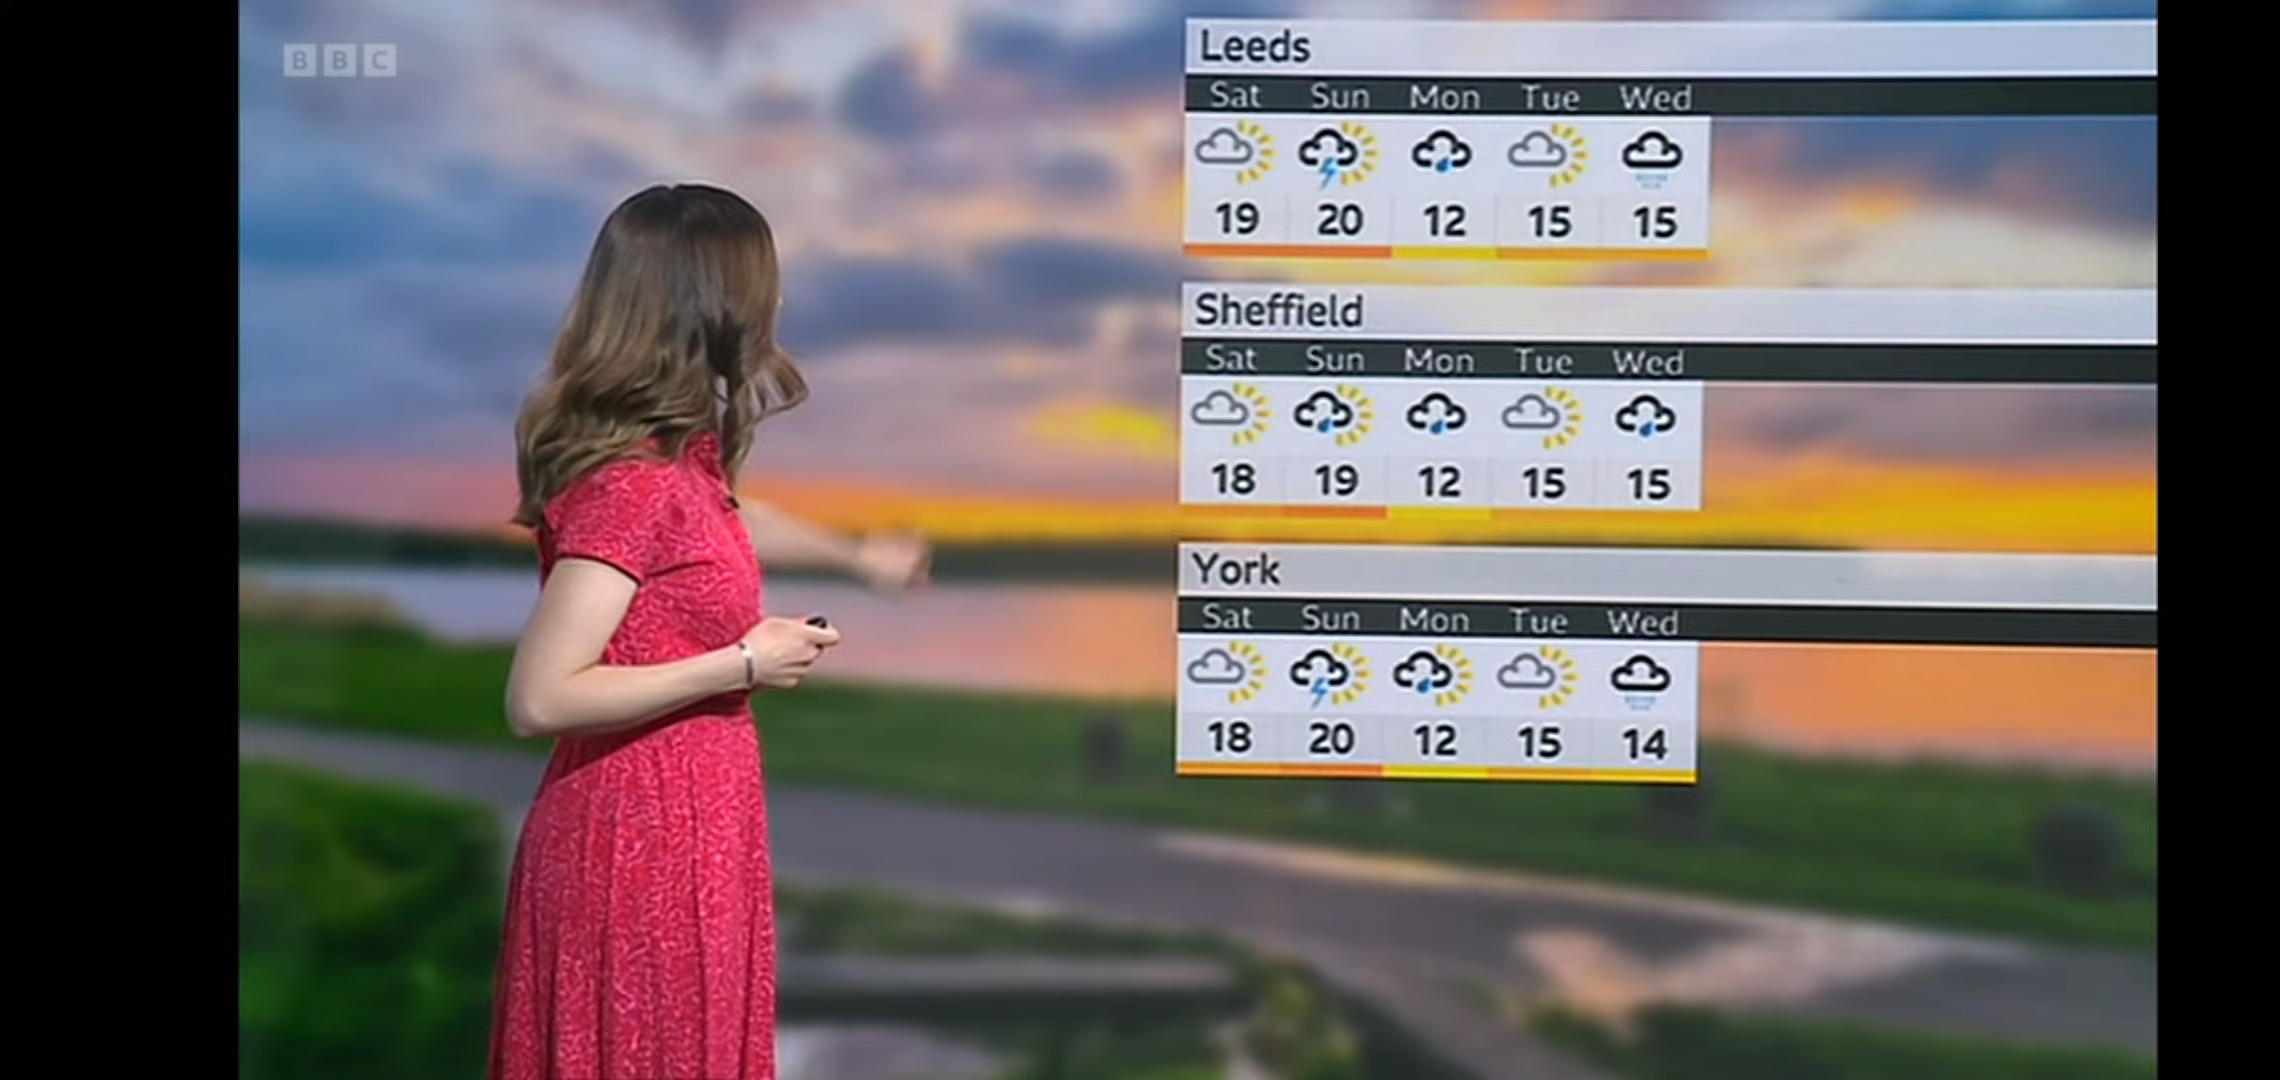 BBC
Leeds
Sat Sun Mon Tue Wed
19 20 12 15 15
Sheffield
Sat Sun Mon Tue Wed
18 19 12 15 15
York
Sat Sun Mon Tue Wed
18 20 12 15 14